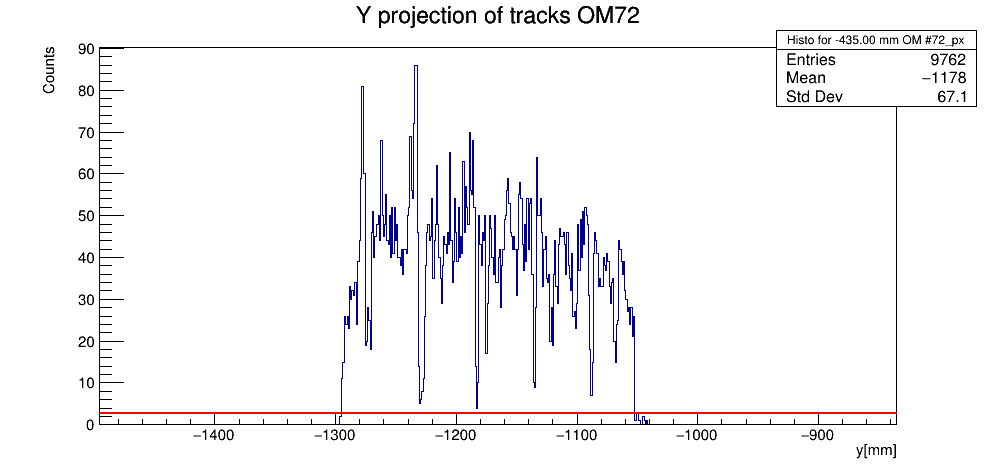 Y projection of tracks OM72
Histo for -435.00 mm OM #72_px
Entries 9762
Mean −1178
Std Dev 67.1
Counts
90
80
70
60
50
40
30
20
10
0
−1400 −1300 −1200 −1100 −1000 −900
y[mm]